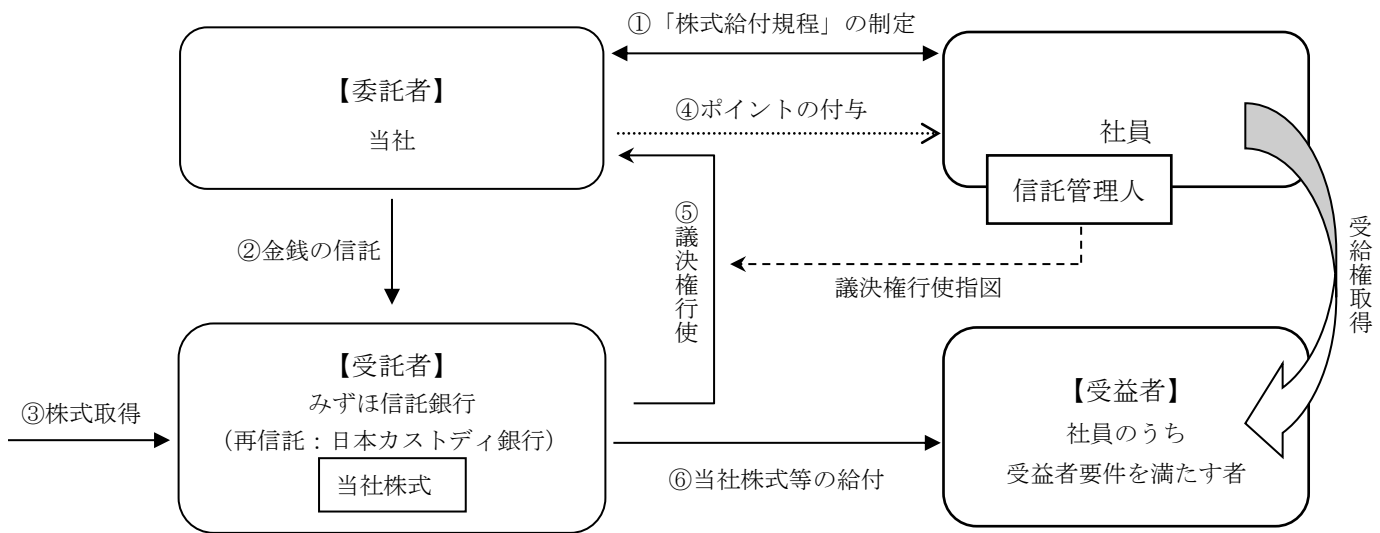 ①「株式給付規程」の制定
【委託者】
当社
④ポイントの付与
社員
信託管理人
②金銭の信託
⑤議決権行使
議決権行使指図
受給権取得
【受託者】
みずほ信託銀行
（再信託：日本カストディ銀行）
当社株式
③株式取得
⑥当社株式等の給付
【受益者】
社員のうち
受益者要件を満たす者